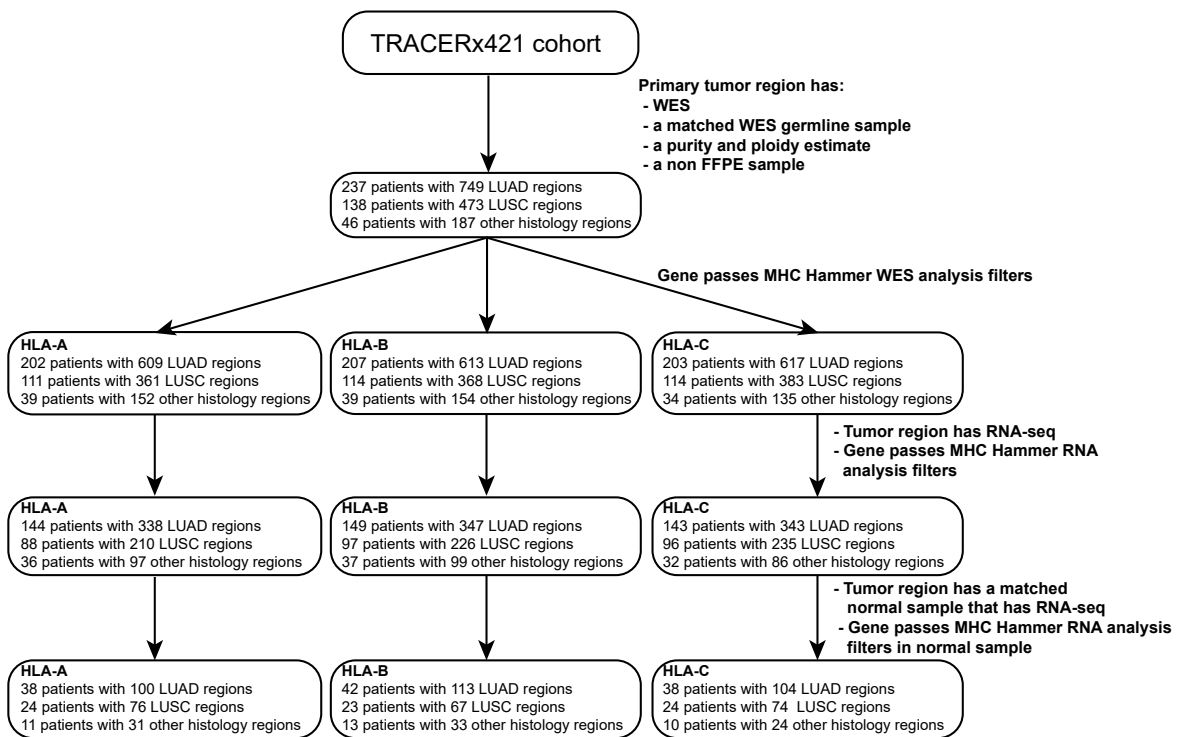 TRACERx421 cohort
Primary tumor region has:
- WES
- a matched WES germline sample
- a purity and ploidy estimate
- a non FFPE sample
237 patients with 749 LUAD regions
138 patients with 473 LUSC regions
46 patients with 187 other histology regions
Gene passes MHC Hammer WES analysis filters
HLA-A
202 patients with 609 LUAD regions
111 patients with 361 LUSC regions
39 patients with 152 other histology regions
HLA-B
207 patients with 613 LUAD regions
114 patients with 368 LUSC regions
39 patients with 154 other histology regions
HLA-C
203 patients with 617 LUAD regions
114 patients with 383 LUSC regions
34 patients with 135 other histology regions
- Tumor region has RNA-seq
- Gene passes MHC Hammer RNA
analysis filters
HLA-A
144 patients with 338 LUAD regions
88 patients with 210 LUSC regions
36 patients with 97 other histology regions
HLA-B
149 patients with 347 LUAD regions
97 patients with 226 LUSC regions
37 patients with 99 other histology regions
HLA-C
143 patients with 343 LUAD regions
96 patients with 235 LUSC regions
32 patients with 86 other histology regions
- Tumor region has a matched
normal sample that has RNA-seq
- Gene passes MHC Hammer RNA analysis
filters in normal sample
HLA-A
38 patients with 100 LUAD regions
24 patients with 76 LUSC regions
11 patients with 31 other histology regions
HLA-B
42 patients with 113 LUAD regions
23 patients with 67 LUSC regions
13 patients with 33 other histology regions
HLA-C
38 patients with 104 LUAD regions
24 patients with 74 LUSC regions
10 patients with 24 other histology regions